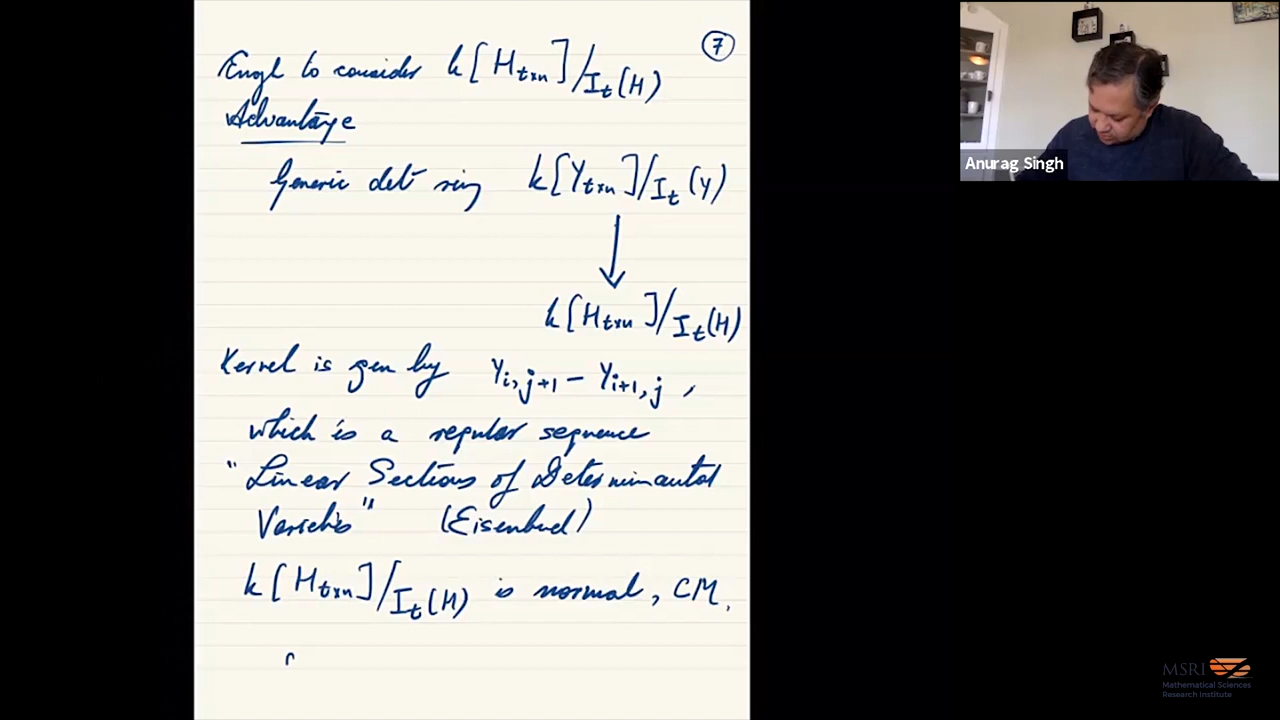 7
Engl to consider k[H_{t×n}]/I_t(H)
Advantage
Generic det ring k[Y_{t×n}]/I_t(Y)
↓
k[H_{t×n}]/I_t(H)
Kernel is gen by Y_{i,j+1} - Y_{i+1,j},
which is a regular sequence
"Linear Sections of Determinantal
Varieties" (Eisenbud)
k[H_{t×n}]/I_t(H) is normal, CM,
Anurag Singh
MSRI
Mathematical Sciences
Research Institute